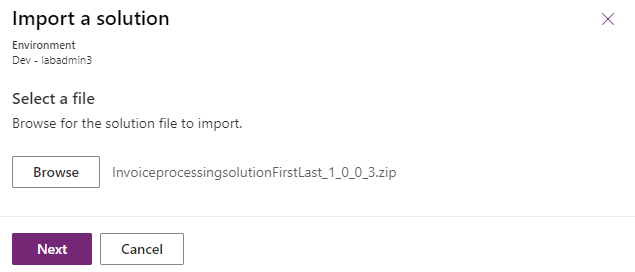 Import a solution
Environment
Dev - labadmin3
Select a file
Browse for the solution file to import.
Browse
InvoiceprocessingsolutionFirstLast_1_0_0_3.zip
Next
Cancel